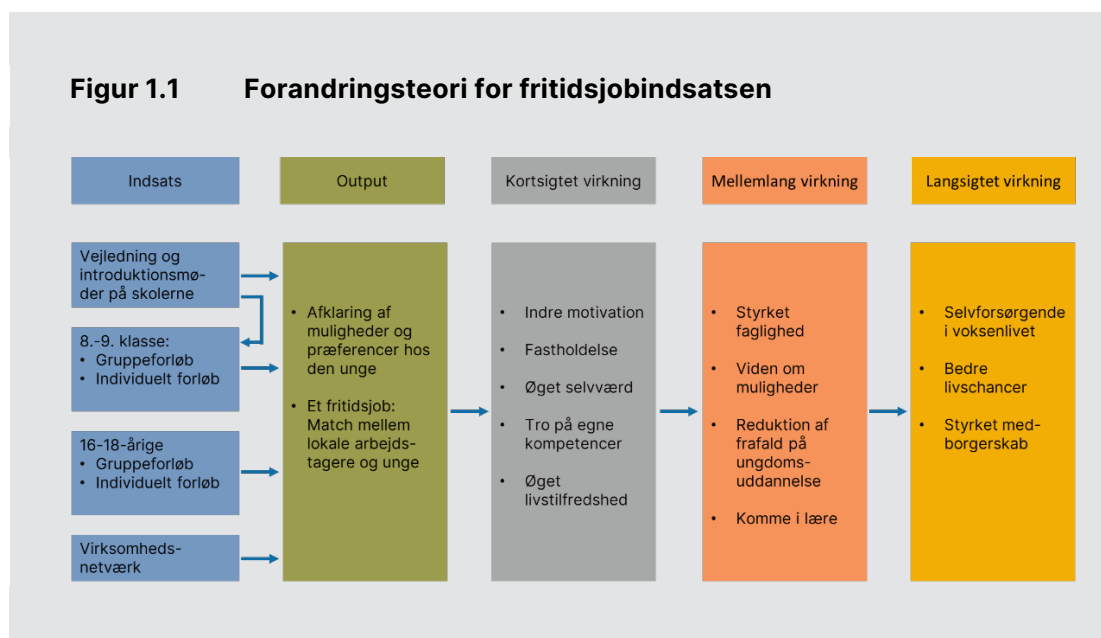 Figur 1.1 Forandringsteori for fritidsjobindsatsen
Indsats
Output
Kortsigtet virkning
Mellemlang virkning
Langsigtet virkning
Vejledning og
introduktionsmø-
der på skolerne
8.-9. klasse:
• Gruppeforløb
• Individuelt forløb
16-18-årige
• Gruppeforløb
• Individuelt forløb
Virksomheds-
netværk
• Afklaring af
muligheder og
præferencer hos
den unge
• Et fritidsjob:
Match mellem
lokale arbejds-
tagere og unge
• Indre motivation
• Fastholdelse
• Øget selvværd
• Tro på egne
kompetencer
• Øget
livstilfredshed
• Styrket
faglighed
• Viden om
muligheder
• Reduktion af
frafald på
ungdoms-
uddannelse
• Komme i lære
• Selvforsørgende
i voksenlivet
• Bedre
livschancer
• Styrket med-
borgerskab